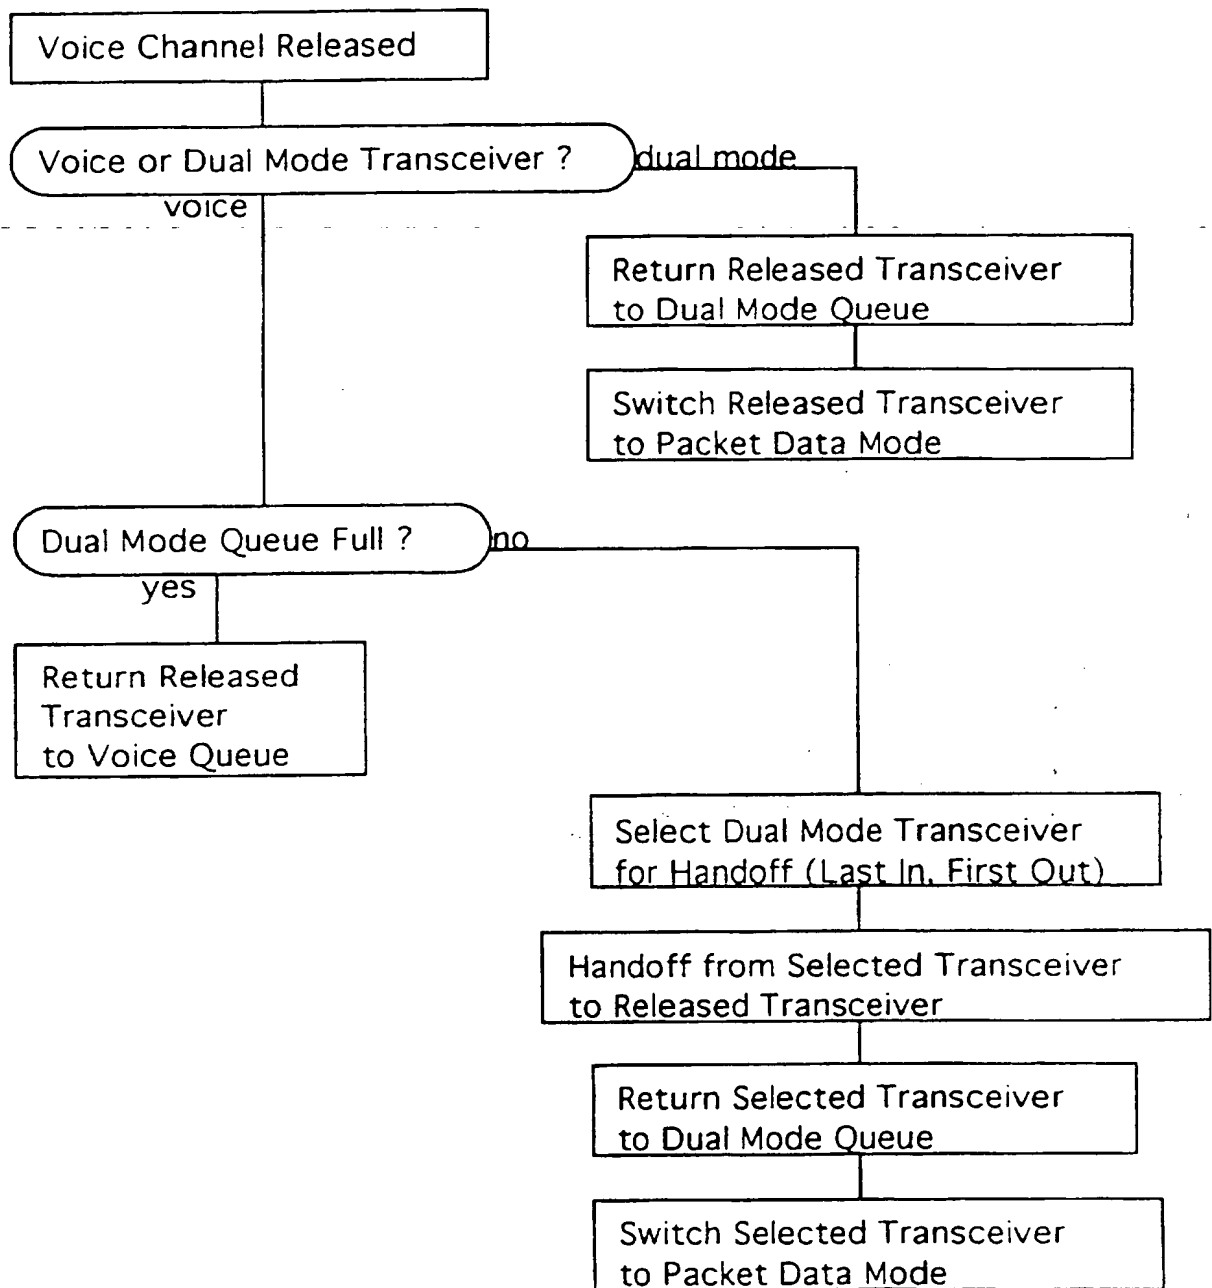 Voice Channel Released
Voice or Dual Mode Transceiver ?
dual mode
voice
Return Released Transceiver
to Dual Mode Queue
Switch Released Transceiver
to Packet Data Mode
Dual Mode Queue Full ?
no
yes
Return Released
Transceiver
to Voice Queue
Select Dual Mode Transceiver
for Handoff (Last In, First Out)
Handoff from Selected Transceiver
to Released Transceiver
Return Selected Transceiver
to Dual Mode Queue
Switch Selected Transceiver
to Packet Data Mode